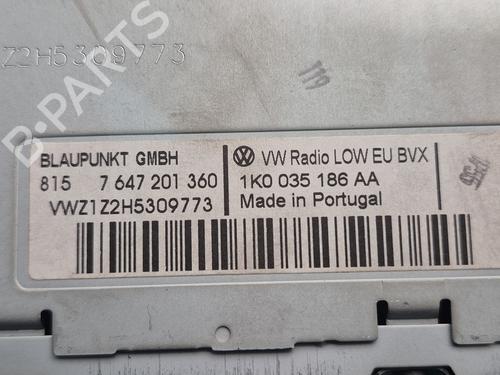 Z2H5309773
B-PARTS
BLAUPUNKT GMBH
VW Radio LOW EU BVX
815 7 647 201 360
1K0 035 186 AA
VWZ1Z2H5309773
Made in Portugal